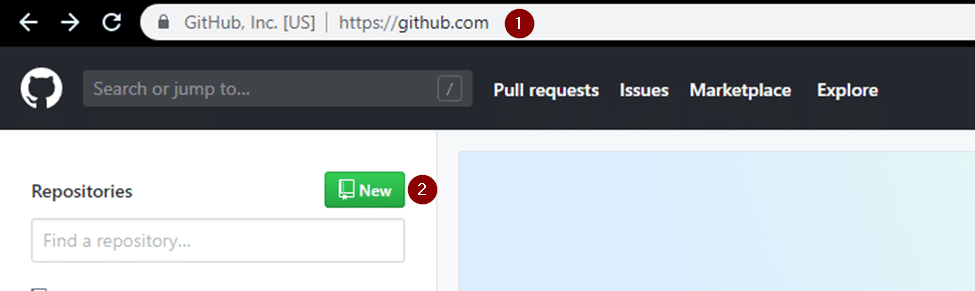 GitHub, Inc. [US] | https://github.com 1
Search or jump to... / Pull requests Issues Marketplace Explore
Repositories New 2
Find a repository...